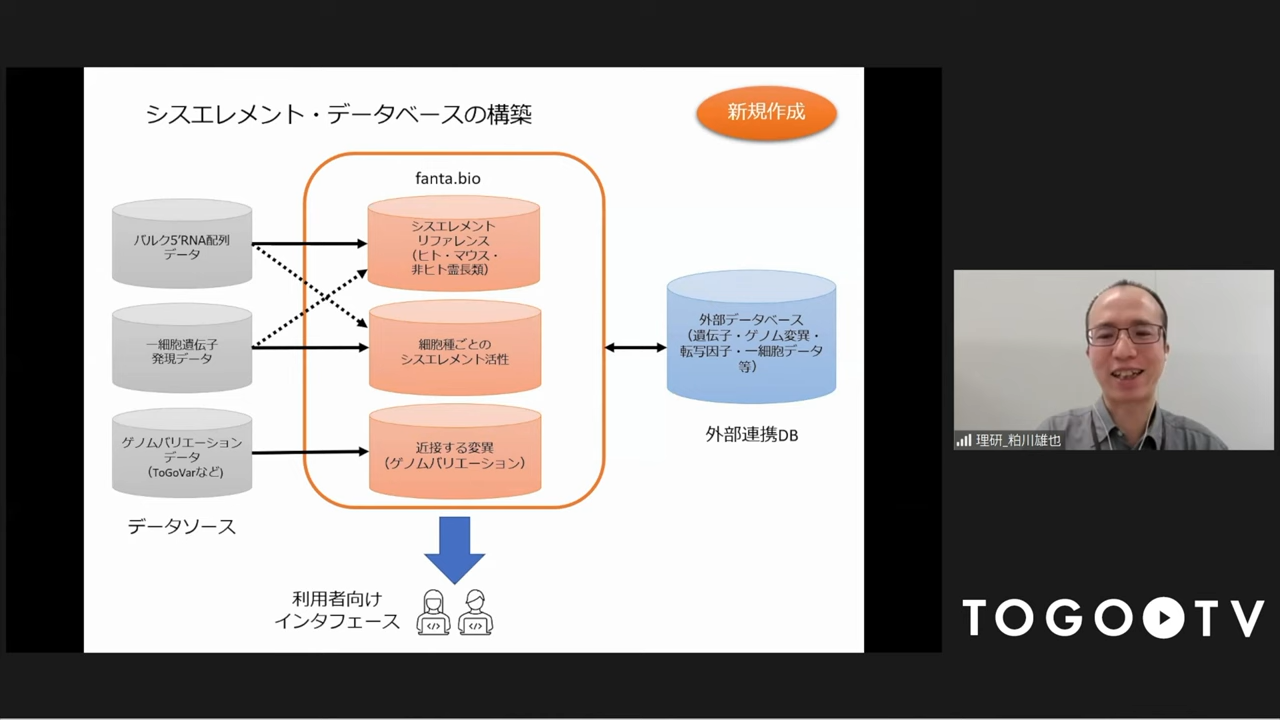 シスエレメント・データベースの構築
新規作成
fanta.bio
バルク5’RNA配列
データ
一細胞遺伝子
発現データ
ゲノムバリエーション
データ
（ToGoVarなど)
データソース
シスエレメント
リファレンス
（ヒト・マウス・
非ヒト霊長類）
細胞種ごとの
シスエレメント活性
近接する変異
（ゲノムバリエーション）
外部データベース
（遺伝子・ゲノム変異・
転写因子・一細胞データ
等）
外部連携DB
利用者向け
インタフェース
理研_粕川雄也
TOGO TV